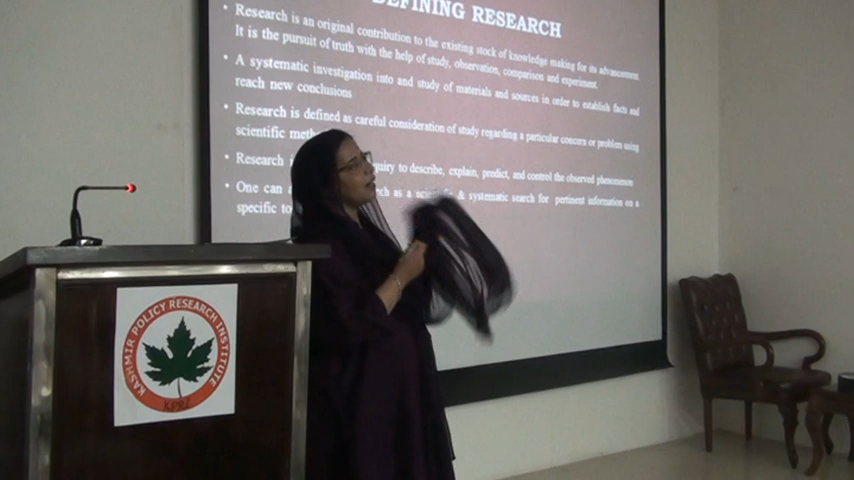 DEFINING RESEARCH
• Research is an original contribution to the existing stock of knowledge making for its advancement.
It is the pursuit of truth with the help of study, observation, comparison and experiment.
• A systematic investigation into and study of materials and sources in order to establish facts and
reach new conclusions
• Research is defined as careful consideration of study regarding a particular concern or problem using
scientific
• Research to describe, explain, predict, and control the observed phenomenon
• One can as a & systematic search for pertinent information on a
specific
KASHMIR POLICY RESEARCH INSTITUTE
KPRI